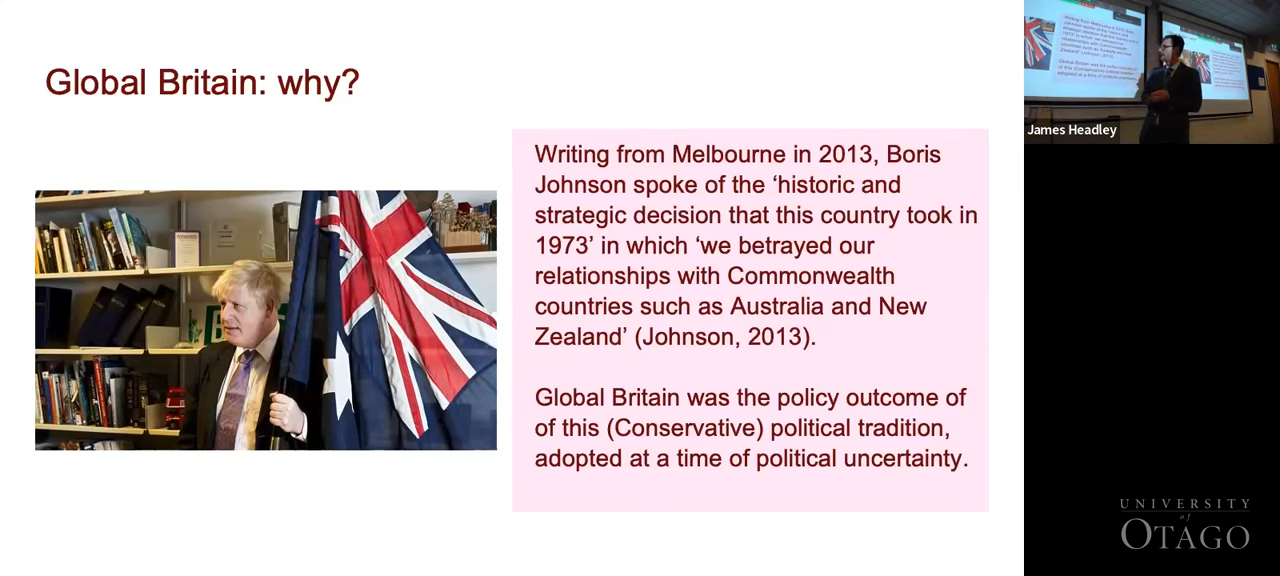 Global Britain: why?
Writing from Melbourne in 2013, Boris
Johnson spoke of the ‘historic and
strategic decision that this country took in
1973’ in which ‘we betrayed our
relationships with Commonwealth
countries such as Australia and New
Zealand’ (Johnson, 2013).
Global Britain was the policy outcome of
of this (Conservative) political tradition,
adopted at a time of political uncertainty.
James Headley
UNIVERSITY
of
OTAGO